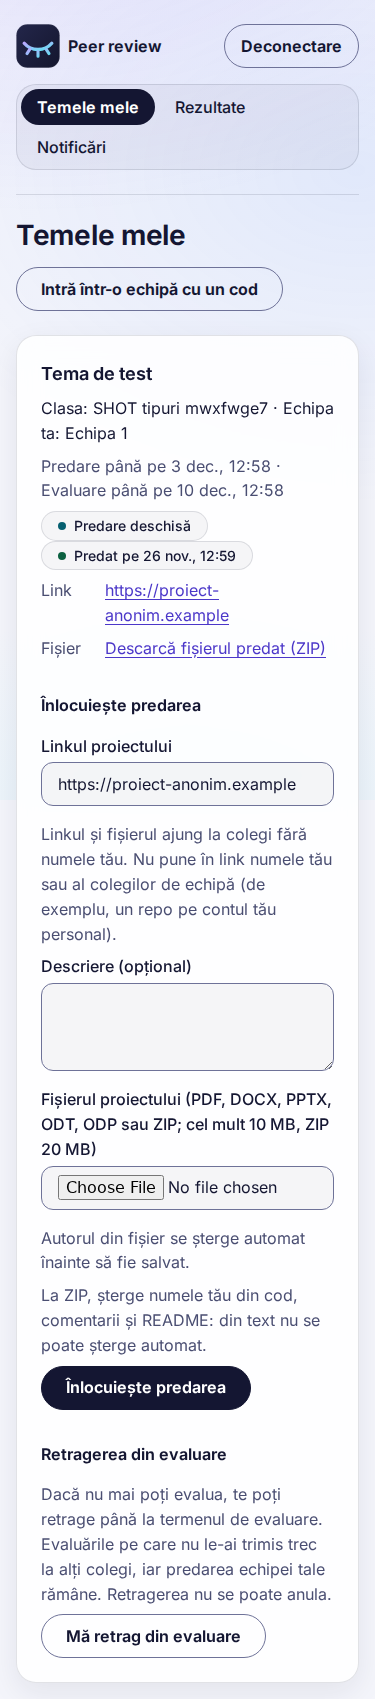 Peer review
Deconectare
Temele mele
Rezultate
Notificări
Temele mele
Intră într-o echipă cu un cod
Tema de test
Clasa: SHOT tipuri mwxfwge7 · Echipa
ta: Echipa 1
Predare până pe 3 dec., 12:58 ·
Evaluare până pe 10 dec., 12:58
Predare deschisă
Predat pe 26 nov., 12:59
Link
https://proiect-
anonim.example
Fișier
Descarcă fișierul predat (ZIP)
Înlocuiește predarea
Linkul proiectului
https://proiect-anonim.example
Linkul și fișierul ajung la colegi fără
numele tău. Nu pune în link numele tău
sau al colegilor de echipă (de
exemplu, un repo pe contul tău
personal).
Descriere (opțional)
Fișierul proiectului (PDF, DOCX, PPTX,
ODT, ODP sau ZIP; cel mult 10 MB, ZIP
20 MB)
Choose File No file chosen
Autorul din fișier se șterge automat
înainte să fie salvat.
La ZIP, șterge numele tău din cod,
comentarii și README: din text nu se
poate șterge automat.
Înlocuiește predarea
Retragerea din evaluare
Dacă nu mai poți evalua, te poți
retrage până la termenul de evaluare.
Evaluările pe care nu le-ai trimis trec
la alți colegi, iar predarea echipei tale
rămâne. Retragerea nu se poate anula.
Mă retrag din evaluare